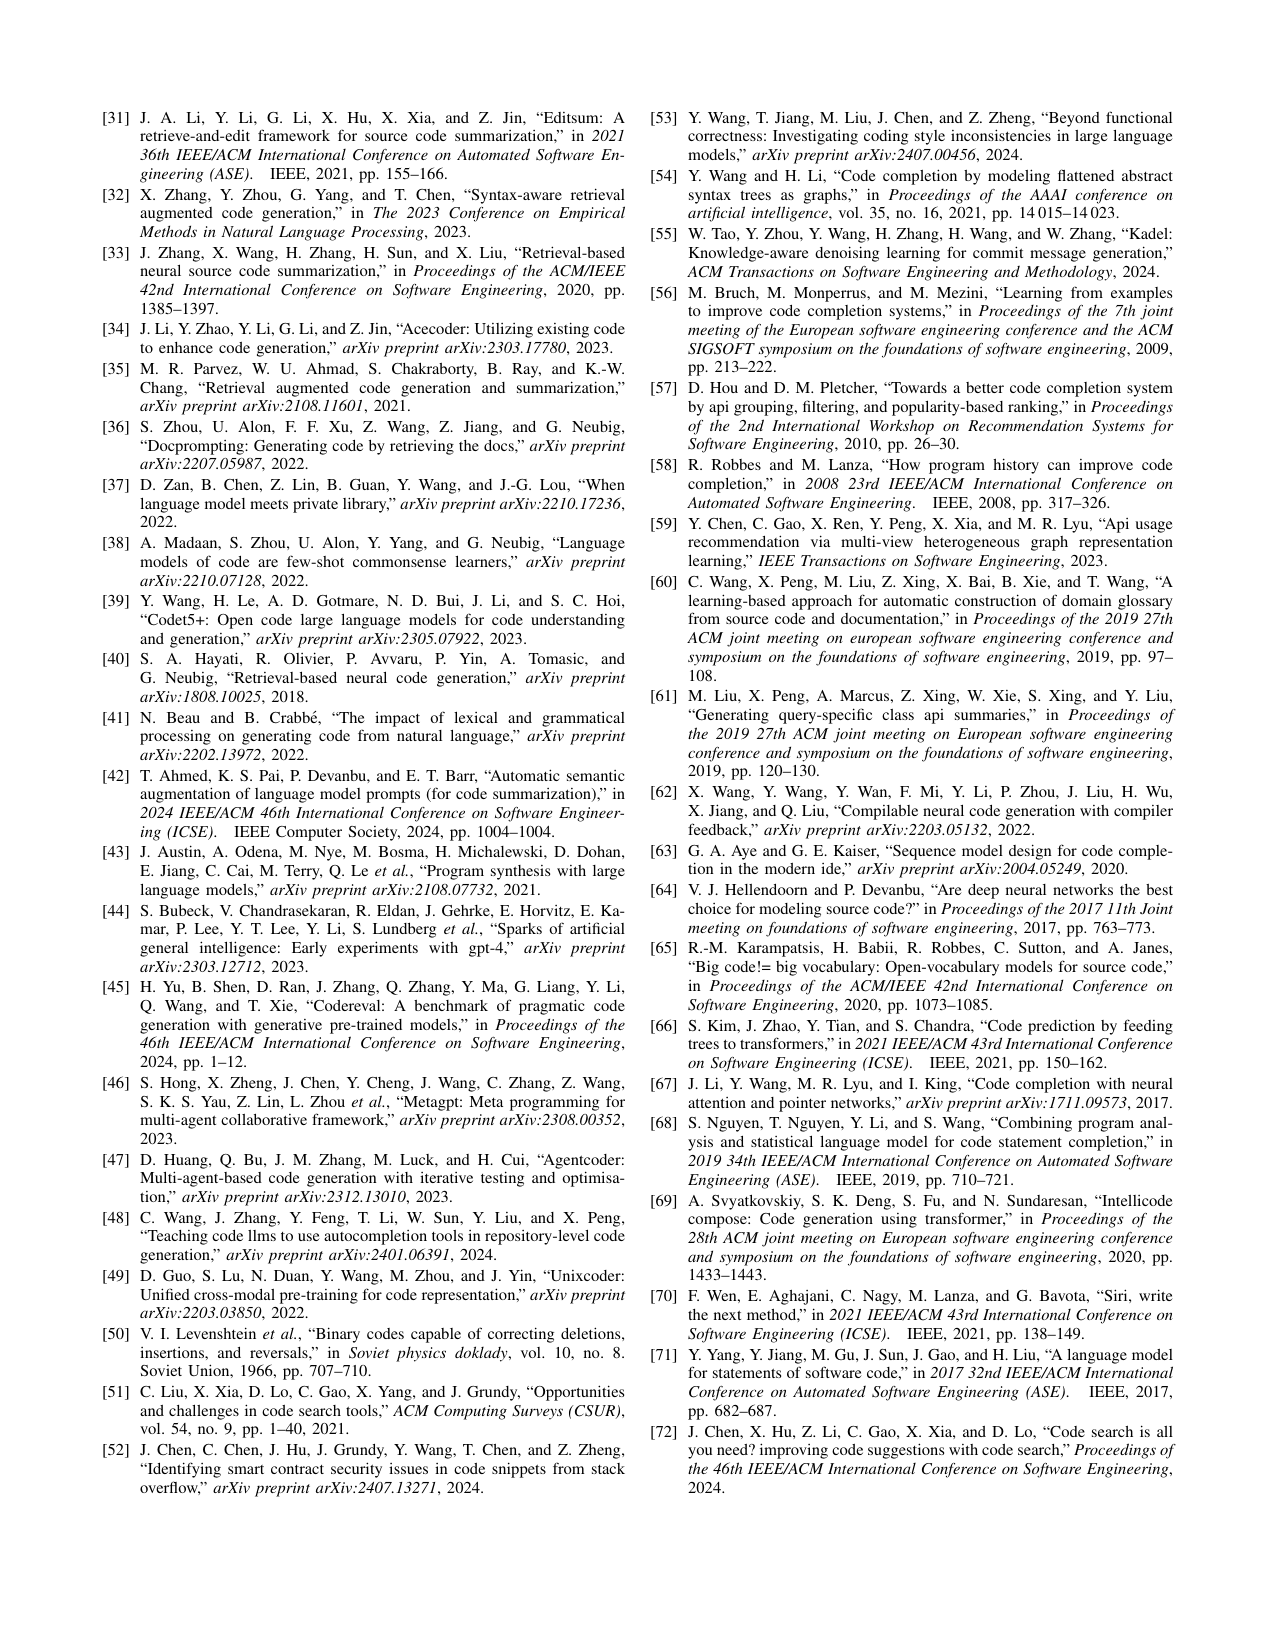 [31] J. A. Li, Y. Li, G. Li, X. Hu, X. Xia, and Z. Jin, “Editsum: A
retrieve-and-edit framework for source code summarization,” in 2021
36th IEEE/ACM International Conference on Automated Software En-
gineering (ASE). IEEE, 2021, pp. 155–166.
[32] X. Zhang, Y. Zhou, G. Yang, and T. Chen, “Syntax-aware retrieval
augmented code generation,” in The 2023 Conference on Empirical
Methods in Natural Language Processing, 2023.
[33] J. Zhang, X. Wang, H. Zhang, H. Sun, and X. Liu, “Retrieval-based
neural source code summarization,” in Proceedings of the ACM/IEEE
42nd International Conference on Software Engineering, 2020, pp.
1385–1397.
[34] J. Li, Y. Zhao, Y. Li, G. Li, and Z. Jin, “Acecoder: Utilizing existing code
to enhance code generation,” arXiv preprint arXiv:2303.17780, 2023.
[35] M. R. Parvez, W. U. Ahmad, S. Chakraborty, B. Ray, and K.-W.
Chang, “Retrieval augmented code generation and summarization,”
arXiv preprint arXiv:2108.11601, 2021.
[36] S. Zhou, U. Alon, F. F. Xu, Z. Wang, Z. Jiang, and G. Neubig,
“Docprompting: Generating code by retrieving the docs,” arXiv preprint
arXiv:2207.05987, 2022.
[37] D. Zan, B. Chen, Z. Lin, B. Guan, Y. Wang, and J.-G. Lou, “When
language model meets private library,” arXiv preprint arXiv:2210.17236,
2022.
[38] A. Madaan, S. Zhou, U. Alon, Y. Yang, and G. Neubig, “Language
models of code are few-shot commonsense learners,” arXiv preprint
arXiv:2210.07128, 2022.
[39] Y. Wang, H. Le, A. D. Gotmare, N. D. Bui, J. Li, and S. C. Hoi,
“Codet5+: Open code large language models for code understanding
and generation,” arXiv preprint arXiv:2305.07922, 2023.
[40] S. A. Hayati, R. Olivier, P. Avvaru, P. Yin, A. Tomasic, and
G. Neubig, “Retrieval-based neural code generation,” arXiv preprint
arXiv:1808.10025, 2018.
[41] N. Beau and B. Crabbé, “The impact of lexical and grammatical
processing on generating code from natural language,” arXiv preprint
arXiv:2202.13972, 2022.
[42] T. Ahmed, K. S. Pai, P. Devanbu, and E. T. Barr, “Automatic semantic
augmentation of language model prompts (for code summarization),” in
2024 IEEE/ACM 46th International Conference on Software Engineer-
ing (ICSE). IEEE Computer Society, 2024, pp. 1004–1004.
[43] J. Austin, A. Odena, M. Nye, M. Bosma, H. Michalewski, D. Dohan,
E. Jiang, C. Cai, M. Terry, Q. Le et al., “Program synthesis with large
language models,” arXiv preprint arXiv:2108.07732, 2021.
[44] S. Bubeck, V. Chandrasekaran, R. Eldan, J. Gehrke, E. Horvitz, E. Ka-
mar, P. Lee, Y. T. Lee, Y. Li, S. Lundberg et al., “Sparks of artificial
general intelligence: Early experiments with gpt-4,” arXiv preprint
arXiv:2303.12712, 2023.
[45] H. Yu, B. Shen, D. Ran, J. Zhang, Q. Zhang, Y. Ma, G. Liang, Y. Li,
Q. Wang, and T. Xie, “Codereval: A benchmark of pragmatic code
generation with generative pre-trained models,” in Proceedings of the
46th IEEE/ACM International Conference on Software Engineering,
2024, pp. 1–12.
[46] S. Hong, X. Zheng, J. Chen, Y. Cheng, J. Wang, C. Zhang, Z. Wang,
S. K. S. Yau, Z. Lin, L. Zhou et al., “Metagpt: Meta programming for
multi-agent collaborative framework,” arXiv preprint arXiv:2308.00352,
2023.
[47] D. Huang, Q. Bu, J. M. Zhang, M. Luck, and H. Cui, “Agentcoder:
Multi-agent-based code generation with iterative testing and optimisa-
tion,” arXiv preprint arXiv:2312.13010, 2023.
[48] C. Wang, J. Zhang, Y. Feng, T. Li, W. Sun, Y. Liu, and X. Peng,
“Teaching code llms to use autocompletion tools in repository-level code
generation,” arXiv preprint arXiv:2401.06391, 2024.
[49] D. Guo, S. Lu, N. Duan, Y. Wang, M. Zhou, and J. Yin, “Unixcoder:
Unified cross-modal pre-training for code representation,” arXiv preprint
arXiv:2203.03850, 2022.
[50] V. I. Levenshtein et al., “Binary codes capable of correcting deletions,
insertions, and reversals,” in Soviet physics doklady, vol. 10, no. 8.
Soviet Union, 1966, pp. 707–710.
[51] C. Liu, X. Xia, D. Lo, C. Gao, X. Yang, and J. Grundy, “Opportunities
and challenges in code search tools,” ACM Computing Surveys (CSUR),
vol. 54, no. 9, pp. 1–40, 2021.
[52] J. Chen, C. Chen, J. Hu, J. Grundy, Y. Wang, T. Chen, and Z. Zheng,
“Identifying smart contract security issues in code snippets from stack
overflow,” arXiv preprint arXiv:2407.13271, 2024.
[53] Y. Wang, T. Jiang, M. Liu, J. Chen, and Z. Zheng, “Beyond functional
correctness: Investigating coding style inconsistencies in large language
models,” arXiv preprint arXiv:2407.00456, 2024.
[54] Y. Wang and H. Li, “Code completion by modeling flattened abstract
syntax trees as graphs,” in Proceedings of the AAAI conference on
artificial intelligence, vol. 35, no. 16, 2021, pp. 14 015–14 023.
[55] W. Tao, Y. Zhou, Y. Wang, H. Zhang, H. Wang, and W. Zhang, “Kadel:
Knowledge-aware denoising learning for commit message generation,”
ACM Transactions on Software Engineering and Methodology, 2024.
[56] M. Bruch, M. Monperrus, and M. Mezini, “Learning from examples
to improve code completion systems,” in Proceedings of the 7th joint
meeting of the European software engineering conference and the ACM
SIGSOFT symposium on the foundations of software engineering, 2009,
pp. 213–222.
[57] D. Hou and D. M. Pletcher, “Towards a better code completion system
by api grouping, filtering, and popularity-based ranking,” in Proceedings
of the 2nd International Workshop on Recommendation Systems for
Software Engineering, 2010, pp. 26–30.
[58] R. Robbes and M. Lanza, “How program history can improve code
completion,” in 2008 23rd IEEE/ACM International Conference on
Automated Software Engineering. IEEE, 2008, pp. 317–326.
[59] Y. Chen, C. Gao, X. Ren, Y. Peng, X. Xia, and M. R. Lyu, “Api usage
recommendation via multi-view heterogeneous graph representation
learning,” IEEE Transactions on Software Engineering, 2023.
[60] C. Wang, X. Peng, M. Liu, Z. Xing, X. Bai, B. Xie, and T. Wang, “A
learning-based approach for automatic construction of domain glossary
from source code and documentation,” in Proceedings of the 2019 27th
ACM joint meeting on european software engineering conference and
symposium on the foundations of software engineering, 2019, pp. 97–
108.
[61] M. Liu, X. Peng, A. Marcus, Z. Xing, W. Xie, S. Xing, and Y. Liu,
“Generating query-specific class api summaries,” in Proceedings of
the 2019 27th ACM joint meeting on European software engineering
conference and symposium on the foundations of software engineering,
2019, pp. 120–130.
[62] X. Wang, Y. Wang, Y. Wan, F. Mi, Y. Li, P. Zhou, J. Liu, H. Wu,
X. Jiang, and Q. Liu, “Compilable neural code generation with compiler
feedback,” arXiv preprint arXiv:2203.05132, 2022.
[63] G. A. Aye and G. E. Kaiser, “Sequence model design for code comple-
tion in the modern ide,” arXiv preprint arXiv:2004.05249, 2020.
[64] V. J. Hellendoorn and P. Devanbu, “Are deep neural networks the best
choice for modeling source code?” in Proceedings of the 2017 11th Joint
meeting on foundations of software engineering, 2017, pp. 763–773.
[65] R.-M. Karampatsis, H. Babii, R. Robbes, C. Sutton, and A. Janes,
“Big code!= big vocabulary: Open-vocabulary models for source code,”
in Proceedings of the ACM/IEEE 42nd International Conference on
Software Engineering, 2020, pp. 1073–1085.
[66] S. Kim, J. Zhao, Y. Tian, and S. Chandra, “Code prediction by feeding
trees to transformers,” in 2021 IEEE/ACM 43rd International Conference
on Software Engineering (ICSE). IEEE, 2021, pp. 150–162.
[67] J. Li, Y. Wang, M. R. Lyu, and I. King, “Code completion with neural
attention and pointer networks,” arXiv preprint arXiv:1711.09573, 2017.
[68] S. Nguyen, T. Nguyen, Y. Li, and S. Wang, “Combining program anal-
ysis and statistical language model for code statement completion,” in
2019 34th IEEE/ACM International Conference on Automated Software
Engineering (ASE). IEEE, 2019, pp. 710–721.
[69] A. Svyatkovskiy, S. K. Deng, S. Fu, and N. Sundaresan, “Intellicode
compose: Code generation using transformer,” in Proceedings of the
28th ACM joint meeting on European software engineering conference
and symposium on the foundations of software engineering, 2020, pp.
1433–1443.
[70] F. Wen, E. Aghajani, C. Nagy, M. Lanza, and G. Bavota, “Siri, write
the next method,” in 2021 IEEE/ACM 43rd International Conference on
Software Engineering (ICSE). IEEE, 2021, pp. 138–149.
[71] Y. Yang, Y. Jiang, M. Gu, J. Sun, J. Gao, and H. Liu, “A language model
for statements of software code,” in 2017 32nd IEEE/ACM International
Conference on Automated Software Engineering (ASE). IEEE, 2017,
pp. 682–687.
[72] J. Chen, X. Hu, Z. Li, C. Gao, X. Xia, and D. Lo, “Code search is all
you need? improving code suggestions with code search,” Proceedings of
the 46th IEEE/ACM International Conference on Software Engineering,
2024.